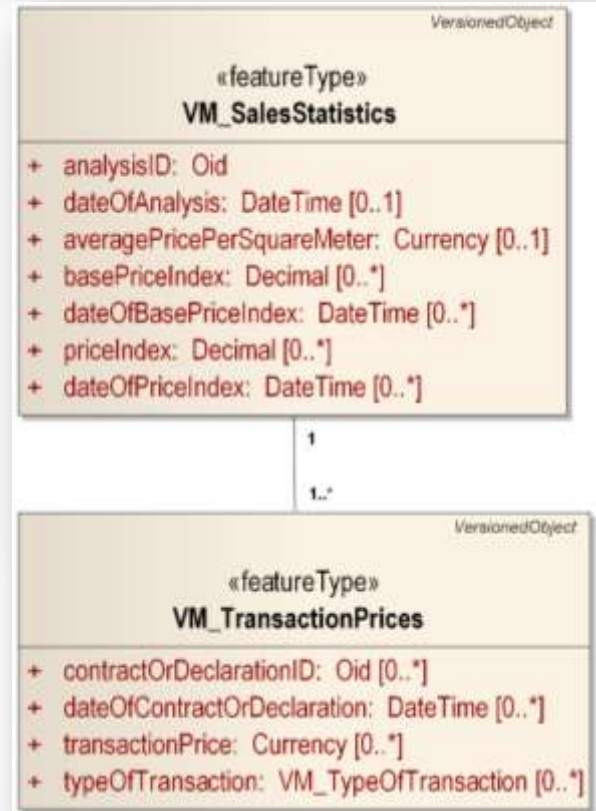 VersionedObject
«featureType»
VM_SalesStatistics
+ analysisID: Oid
+ dateOfAnalysis: DateTime [0..1]
+ averagePricePerSquareMeter: Currency [0..1]
+ basePriceIndex: Decimal [0..*]
+ dateOfBasePriceIndex: DateTime [0..*]
+ priceIndex: Decimal [0..*]
+ dateOfPriceIndex: DateTime [0..*]
1
1..*
VersionedObject
«featureType»
VM_TransactionPrices
+ contractOrDeclarationID: Oid [0..*]
+ dateOfContractOrDeclaration: DateTime [0..*]
+ transactionPrice: Currency [0..*]
+ typeOfTransaction: VM_TypeOfTransaction [0..*]